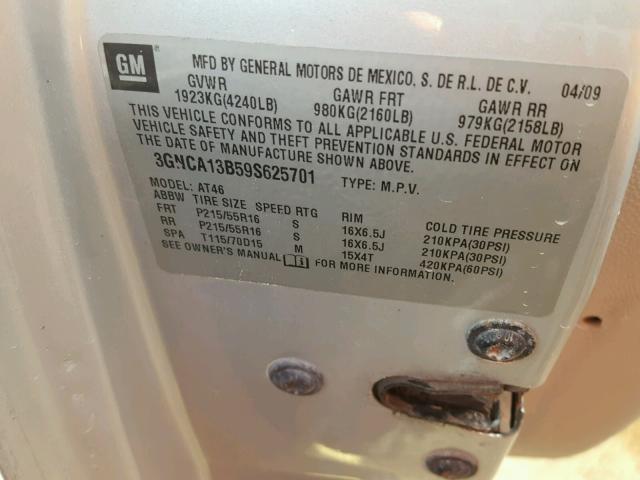 GM
MFD BY GENERAL MOTORS DE MEXICO, S. DE R.L. DE C.V. 04/09
GVWR GAWR FRT GAWR RR
1923KG(4240LB) 980KG(2160LB) 979KG(2158LB)
THIS VEHICLE CONFORMS TO ALL APPLICABLE U.S. FEDERAL MOTOR
VEHICLE SAFETY AND THEFT PREVENTION STANDARDS IN EFFECT ON
THE DATE OF MANUFACTURE SHOWN ABOVE.
3GNCA13B59S625701 TYPE: M.P.V.
MODEL: AT46
ABBW TIRE SIZE SPEED RTG RIM COLD TIRE PRESSURE
FRT P215/55R16 S 16X6.5J 210KPA(30PSI)
RR P215/55R16 S 16X6.5J 210KPA(30PSI)
SPA T115/70D15 M 15X4T 420KPA(60PSI)
SEE OWNER'S MANUAL FOR MORE INFORMATION.